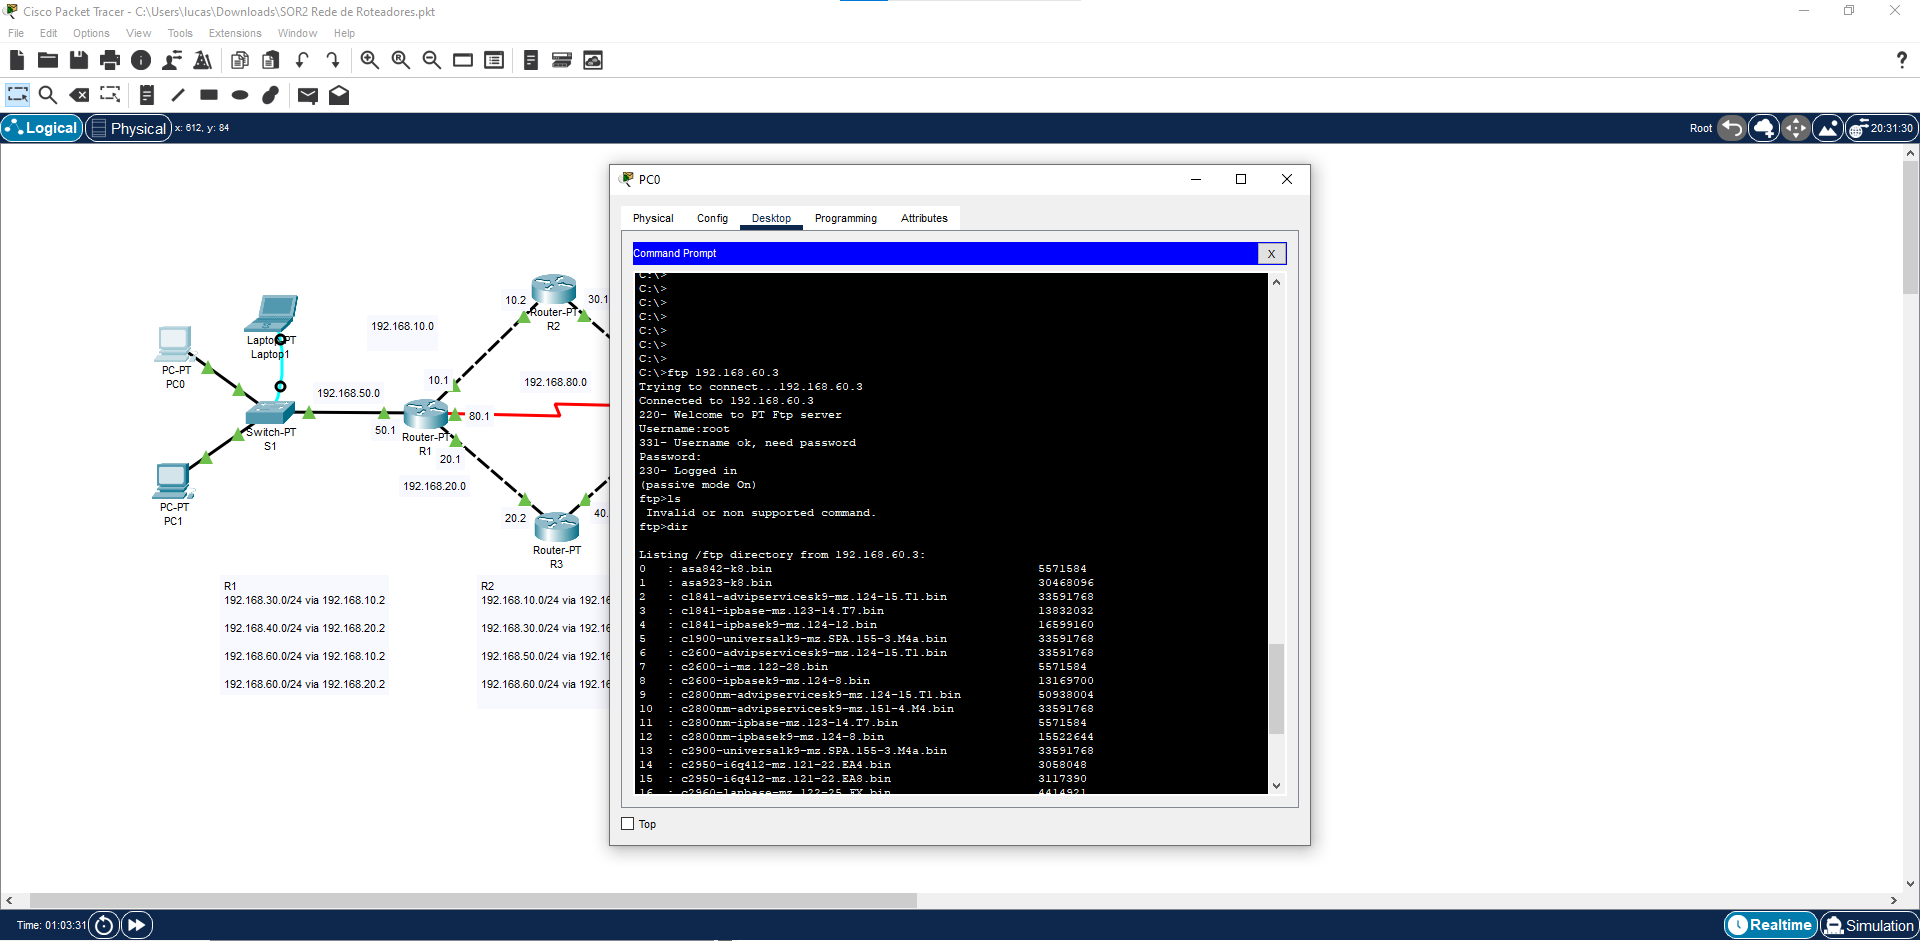 Cisco Packet Tracer - C:\Users\lucas\Downloads\SOR2 Rede de Roteadores.pkt
File Edit Options View Tools Extensions Window Help
Logical Physical x: 612, y: 84
Root 20:31:30
PC0
Physical Config Desktop Programming Attributes
Command Prompt X
C:\>
C:\>
C:\>
C:\>
C:\>
C:\>
C:\>
C:\>ftp 192.168.60.3
Trying to connect...192.168.60.3
Connected to 192.168.60.3
220- Welcome to PT Ftp server
Username:root
331- Username ok, need password
Password:
230- Logged in
(passive mode On)
ftp>ls
Invalid or non supported command.
ftp>dir
Listing /ftp directory from 192.168.60.3:
0 : asa842-k8.bin 5571584
1 : asa923-k8.bin 30468096
2 : c1841-advipservicesk9-mz.124-15.T1.bin 33591768
3 : c1841-ipbase-mz.123-14.T7.bin 13832032
4 : c1841-ipbasek9-mz.124-12.bin 16599160
5 : c1900-universalk9-mz.SPA.155-3.M4a.bin 33591768
6 : c2600-advipservicesk9-mz.124-15.T1.bin 33591768
7 : c2600-i-mz.122-28.bin 5571584
8 : c2600-ipbasek9-mz.124-8.bin 13169700
9 : c2800nm-advipservicesk9-mz.124-15.T1.bin 50938004
10 : c2800nm-advipservicesk9-mz.151-4.M4.bin 33591768
11 : c2800nm-ipbase-mz.123-14.T7.bin 5571584
12 : c2800nm-ipbasek9-mz.124-8.bin 15522644
13 : c2900-universalk9-mz.SPA.155-3.M4a.bin 33591768
14 : c2950-i6q4l2-mz.121-22.EA4.bin 3058048
15 : c2950-i6q4l2-mz.121-22.EA8.bin 3117390
16 : c2960-lanbase-mz.122-25.FX.bin 4414921
Top
10.2
30.1
Router-PT
R2
192.168.10.0
Laptop-PT
Laptop1
PC-PT
PC0
10.1
192.168.80.0
192.168.50.0
80.1
50.1
Switch-PT
S1
Router-PT
R1
20.1
192.168.20.0
PC-PT
PC1
20.2
40.
Router-PT
R3
R1
192.168.30.0/24 via 192.168.10.2
192.168.40.0/24 via 192.168.20.2
192.168.60.0/24 via 192.168.10.2
192.168.60.0/24 via 192.168.20.2
R2
192.168.10.0/24 via 192.16
192.168.30.0/24 via 192.16
192.168.50.0/24 via 192.16
192.168.60.0/24 via 192.16
Time: 01:03:31
Realtime Simulation